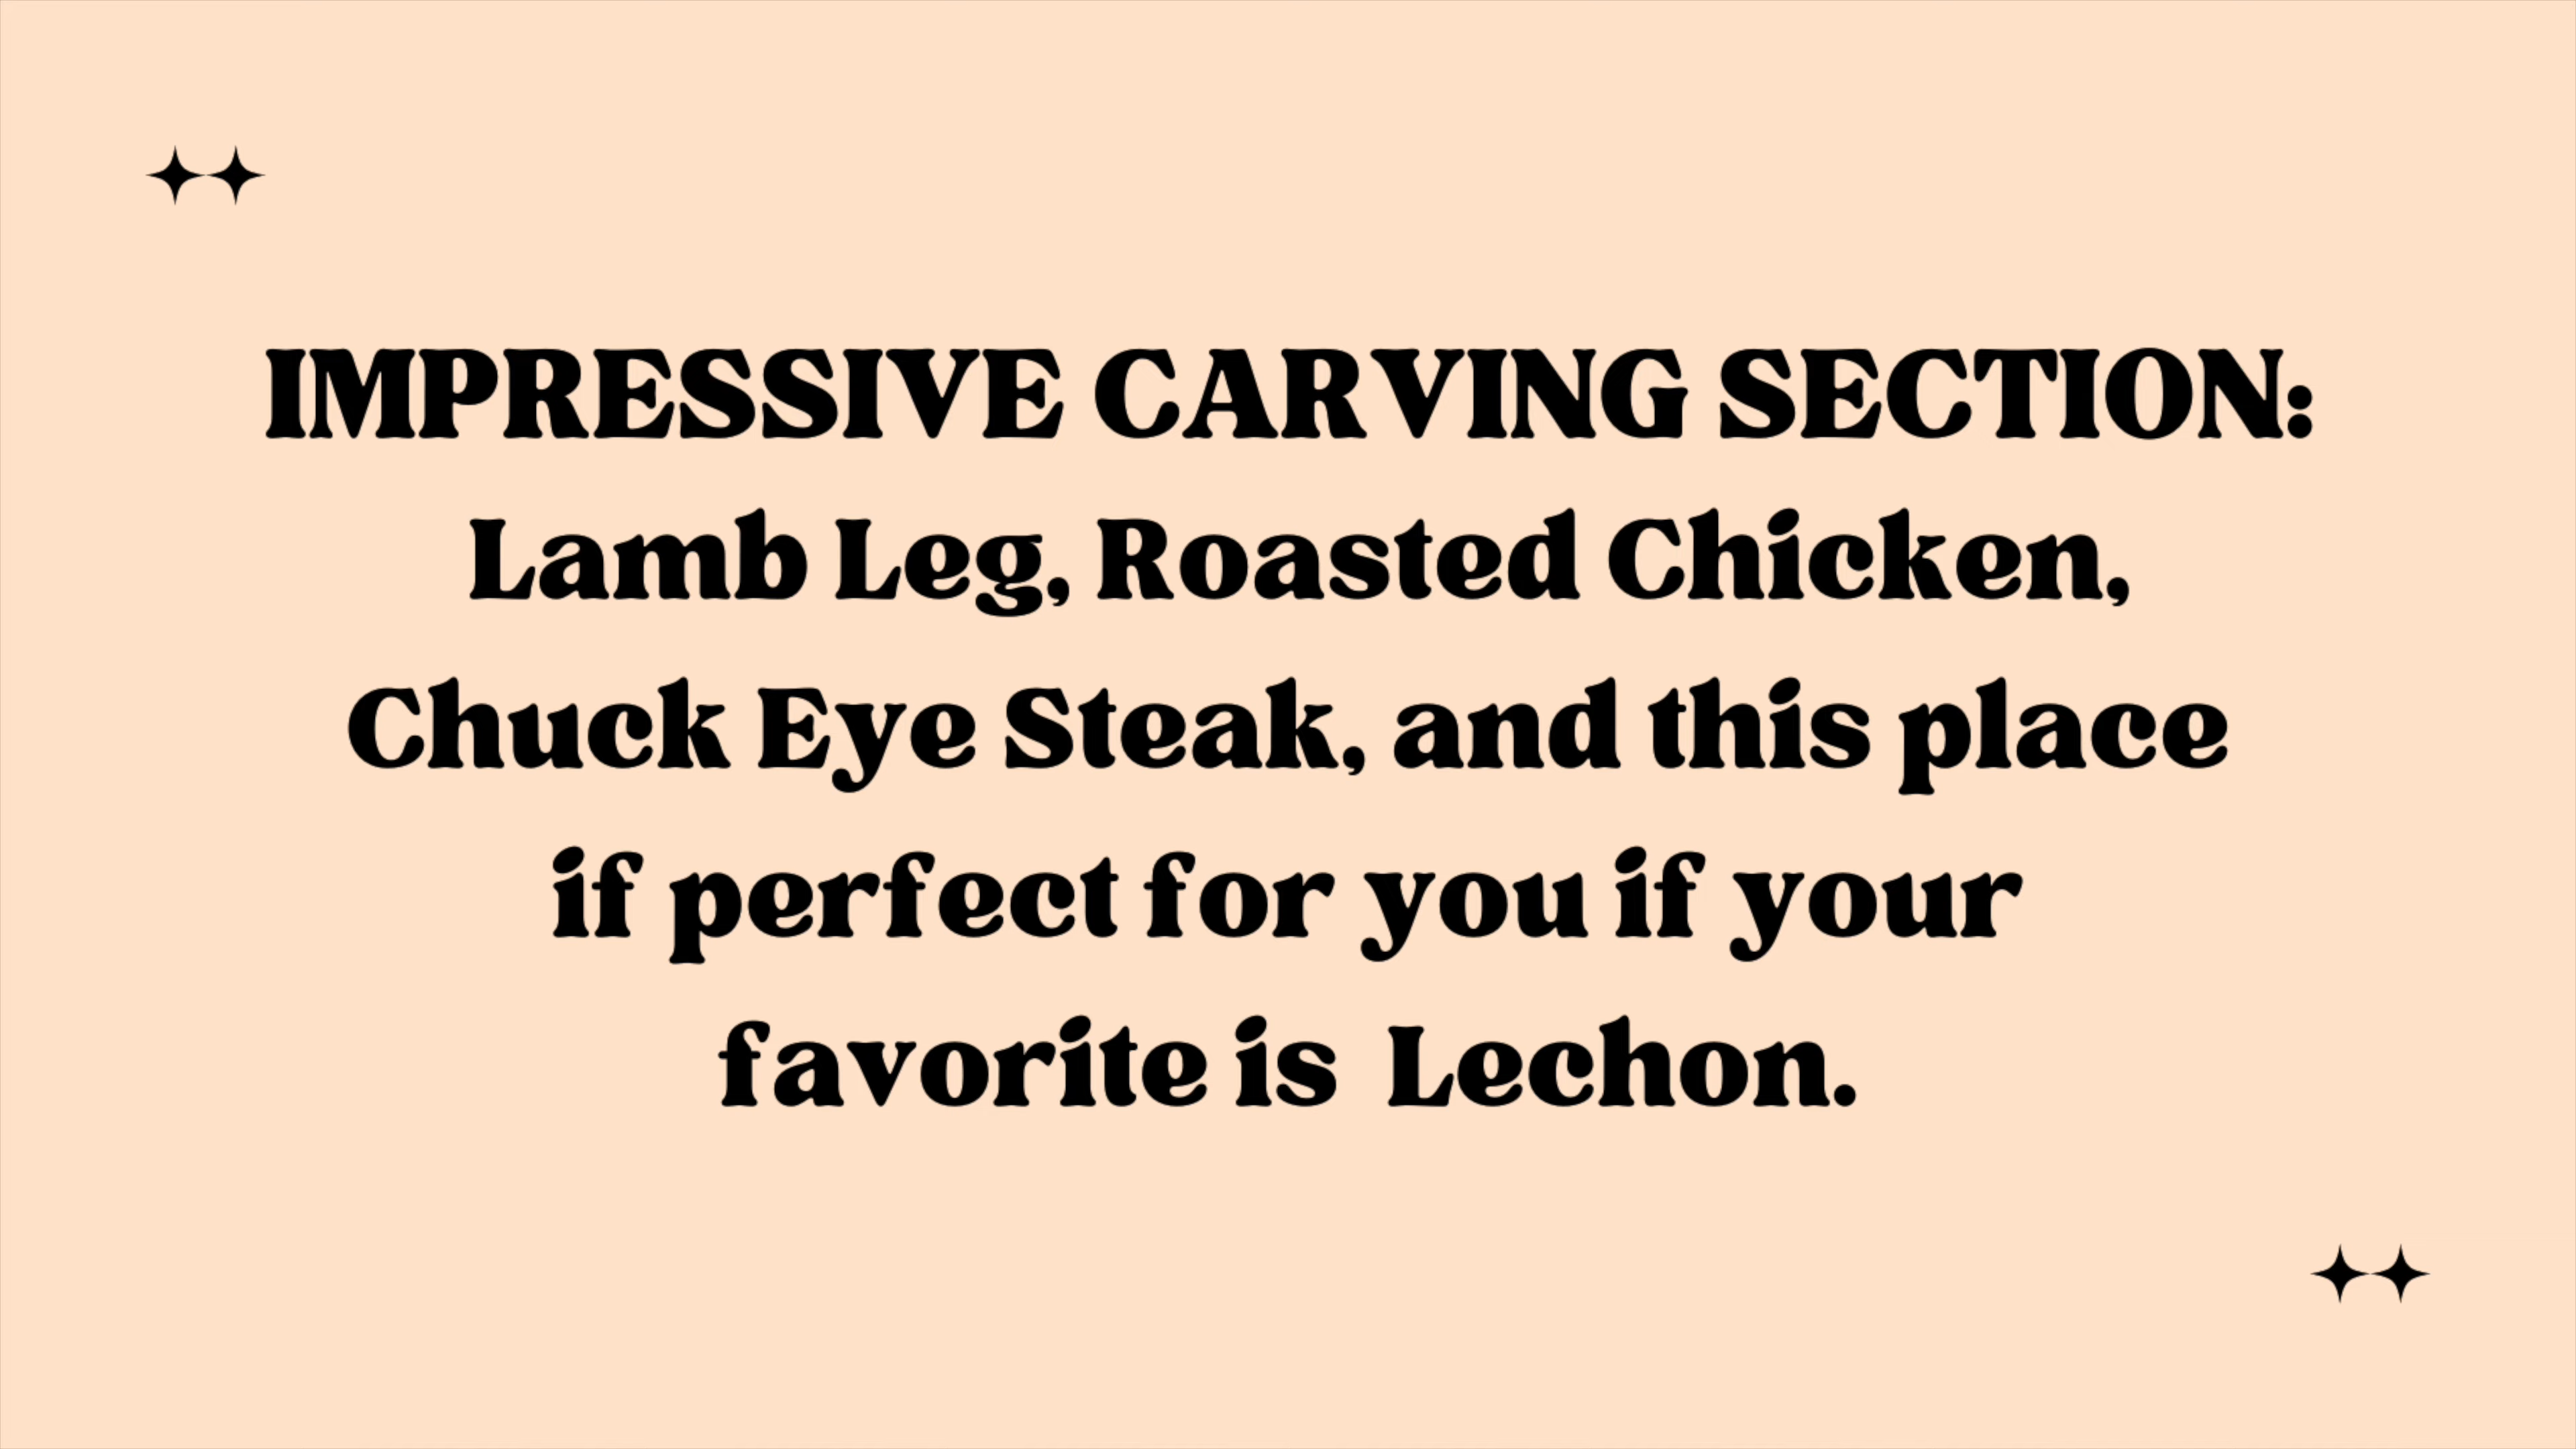 IMPRESSIVE CARVING SECTION:
Lamb Leg, Roasted Chicken,
Chuck Eye Steak, and this place
if perfect for you if your
favorite is  Lechon.